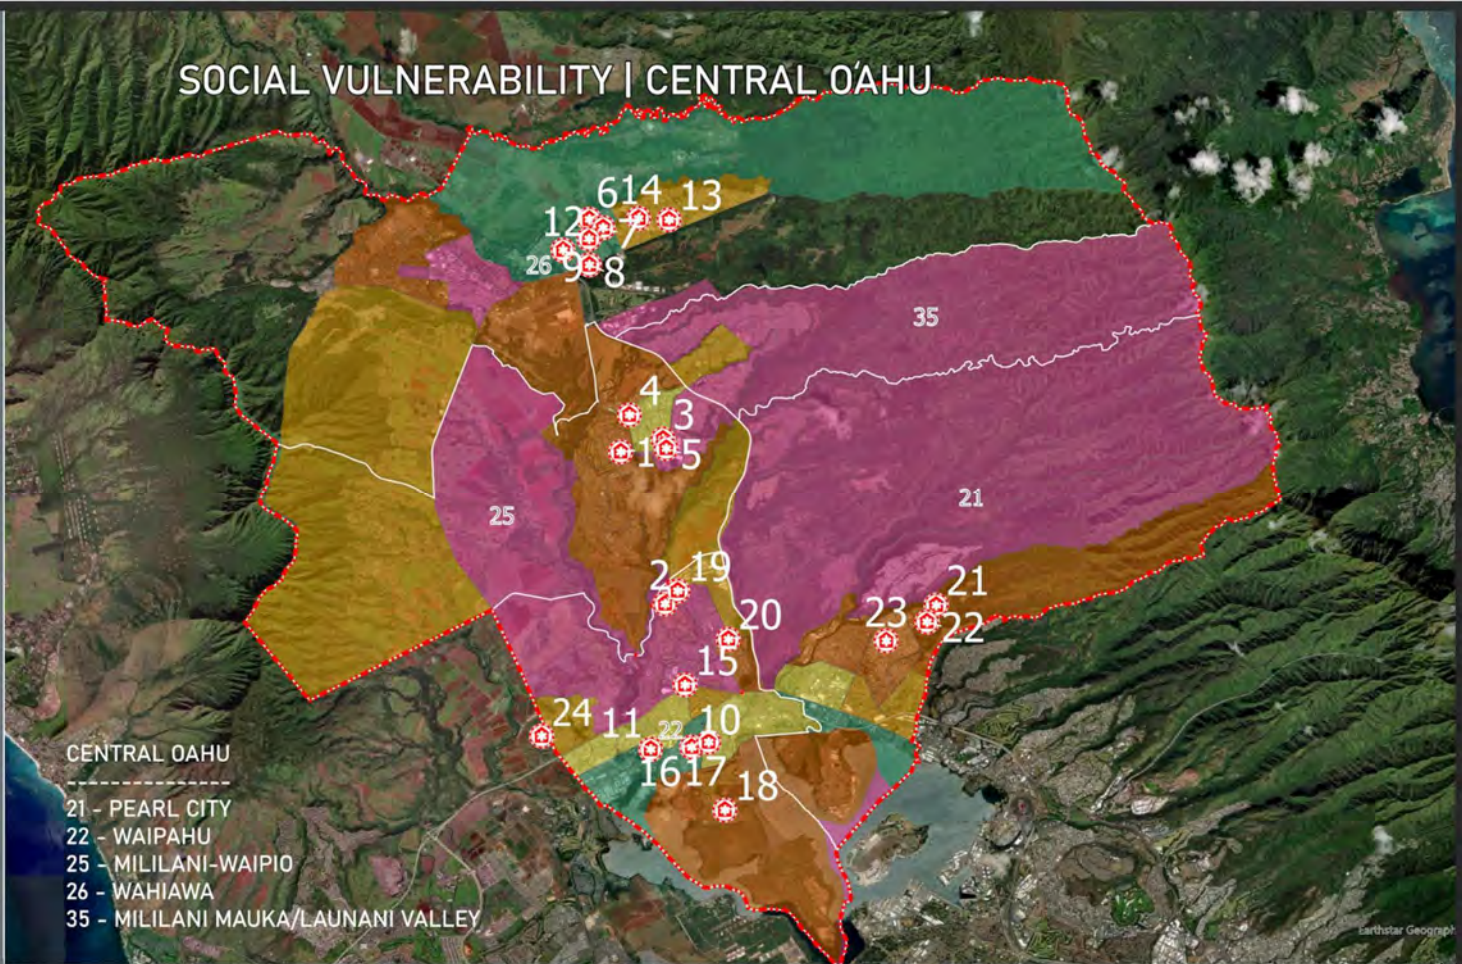 SOCIAL VULNERABILITY | CENTRAL O'AHU
6 14 13
12 7
26 9 8
35
4
3
1 5
25 21
2 19
21
20 23 22
15
24 11 22 10
16 17
18
CENTRAL OAHU
-------------
21 - PEARL CITY
22 - WAIPAHU
25 - MILILANI-WAIPIO
26 - WAHIAWA
35 - MILILANI MAUKA/LAUNANI VALLEY
Earthstar Geograph